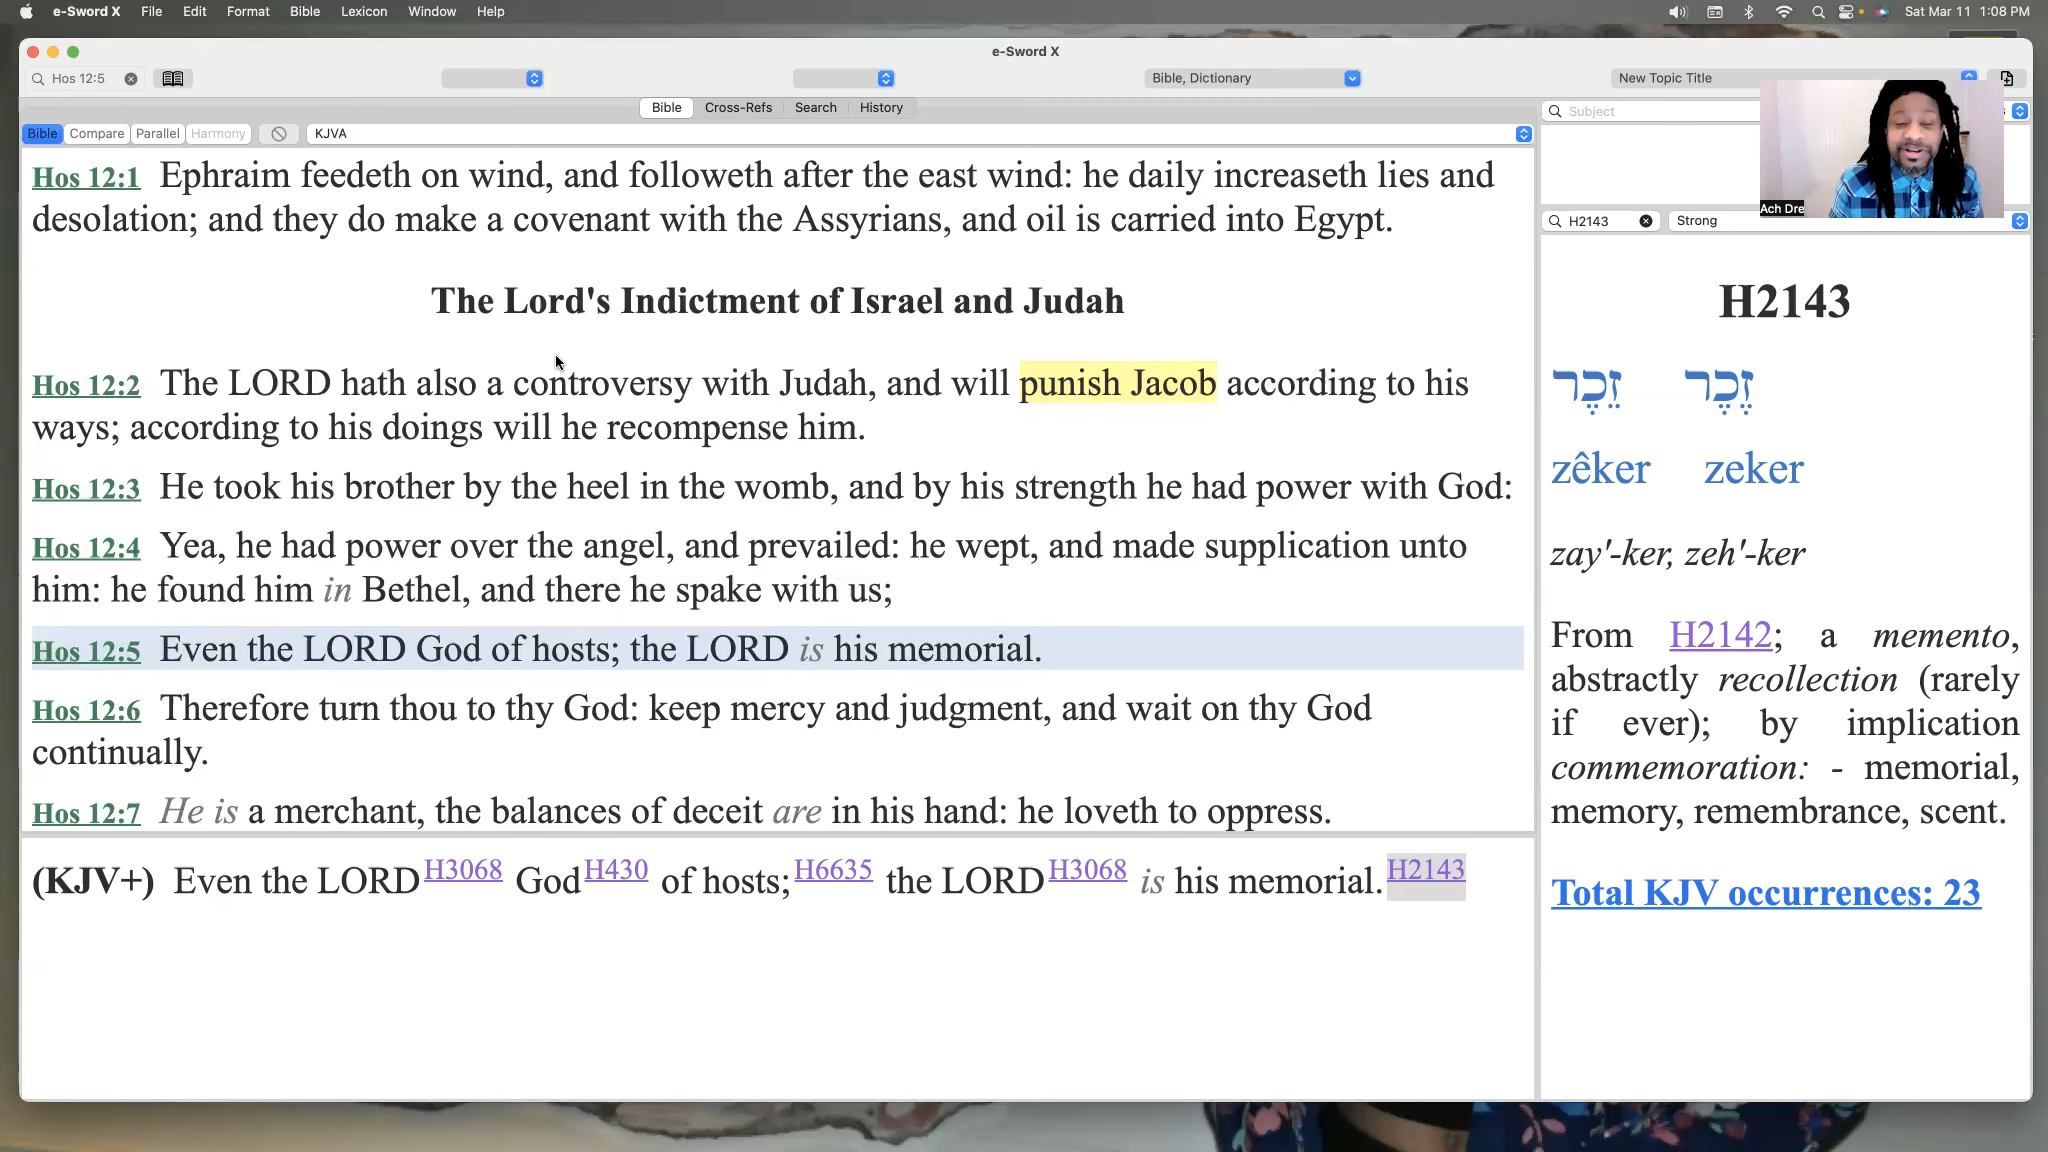 e-Sword X File Edit Format Bible Lexicon Window Help
Sat Mar 11 1:08 PM
e-Sword X
Hos 12:5
Bible, Dictionary
New Topic Title
Bible Cross-Refs Search History
Bible Compare Parallel Harmony KJVA
Hos 12:1 Ephraim feedeth on wind, and followeth after the east wind: he daily increaseth lies and
desolation; and they do make a covenant with the Assyrians, and oil is carried into Egypt.
The Lord's Indictment of Israel and Judah
Hos 12:2 The LORD hath also a controversy with Judah, and will punish Jacob according to his
ways; according to his doings will he recompense him.
Hos 12:3 He took his brother by the heel in the womb, and by his strength he had power with God:
Hos 12:4 Yea, he had power over the angel, and prevailed: he wept, and made supplication unto
him: he found him in Bethel, and there he spake with us;
Hos 12:5 Even the LORD God of hosts; the LORD is his memorial.
Hos 12:6 Therefore turn thou to thy God: keep mercy and judgment, and wait on thy God
continually.
Hos 12:7 He is a merchant, the balances of deceit are in his hand: he loveth to oppress.
(KJV+) Even the LORD H3068 God H430 of hosts; H6635 the LORD H3068 is his memorial. H2143
Subject
Ach Dre
H2143 Strong
H2143
זֵכֶר זֶכֶר
zêker zeker
zay'-ker, zeh'-ker
From H2142; a memento,
abstractly recollection (rarely
if ever); by implication
commemoration: - memorial,
memory, remembrance, scent.
Total KJV occurrences: 23